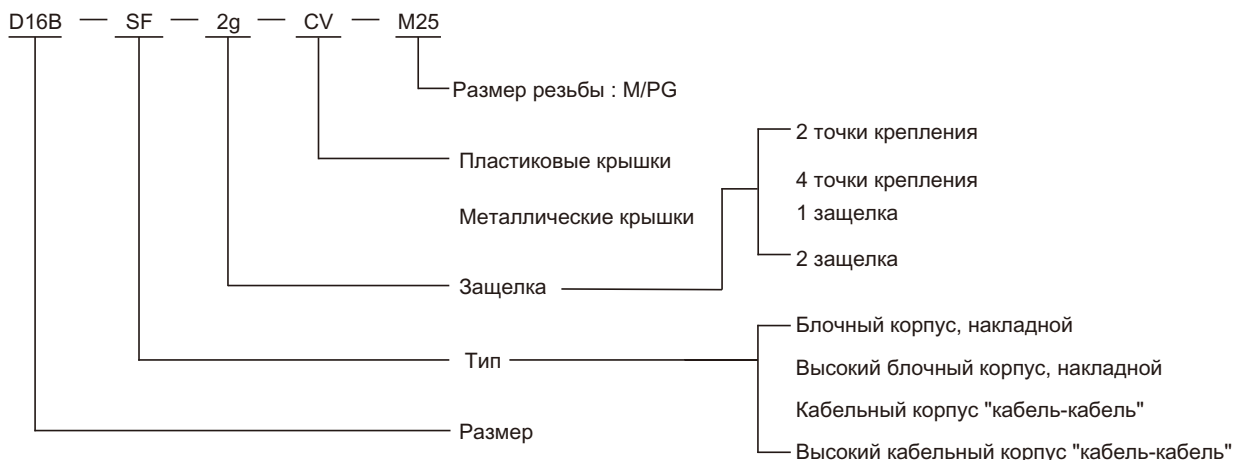 D16B — SF — 2g — CV — M25
Размер резьбы : M/PG
2 точки крепления
Пластиковые крышки
4 точки крепления
1 защелка
Металлические крышки
2 защелка
Защелка
Блочный корпус, накладной
Тип
Высокий блочный корпус, накладной
Кабельный корпус "кабель-кабель"
Размер
Высокий кабельный корпус "кабель-кабель"